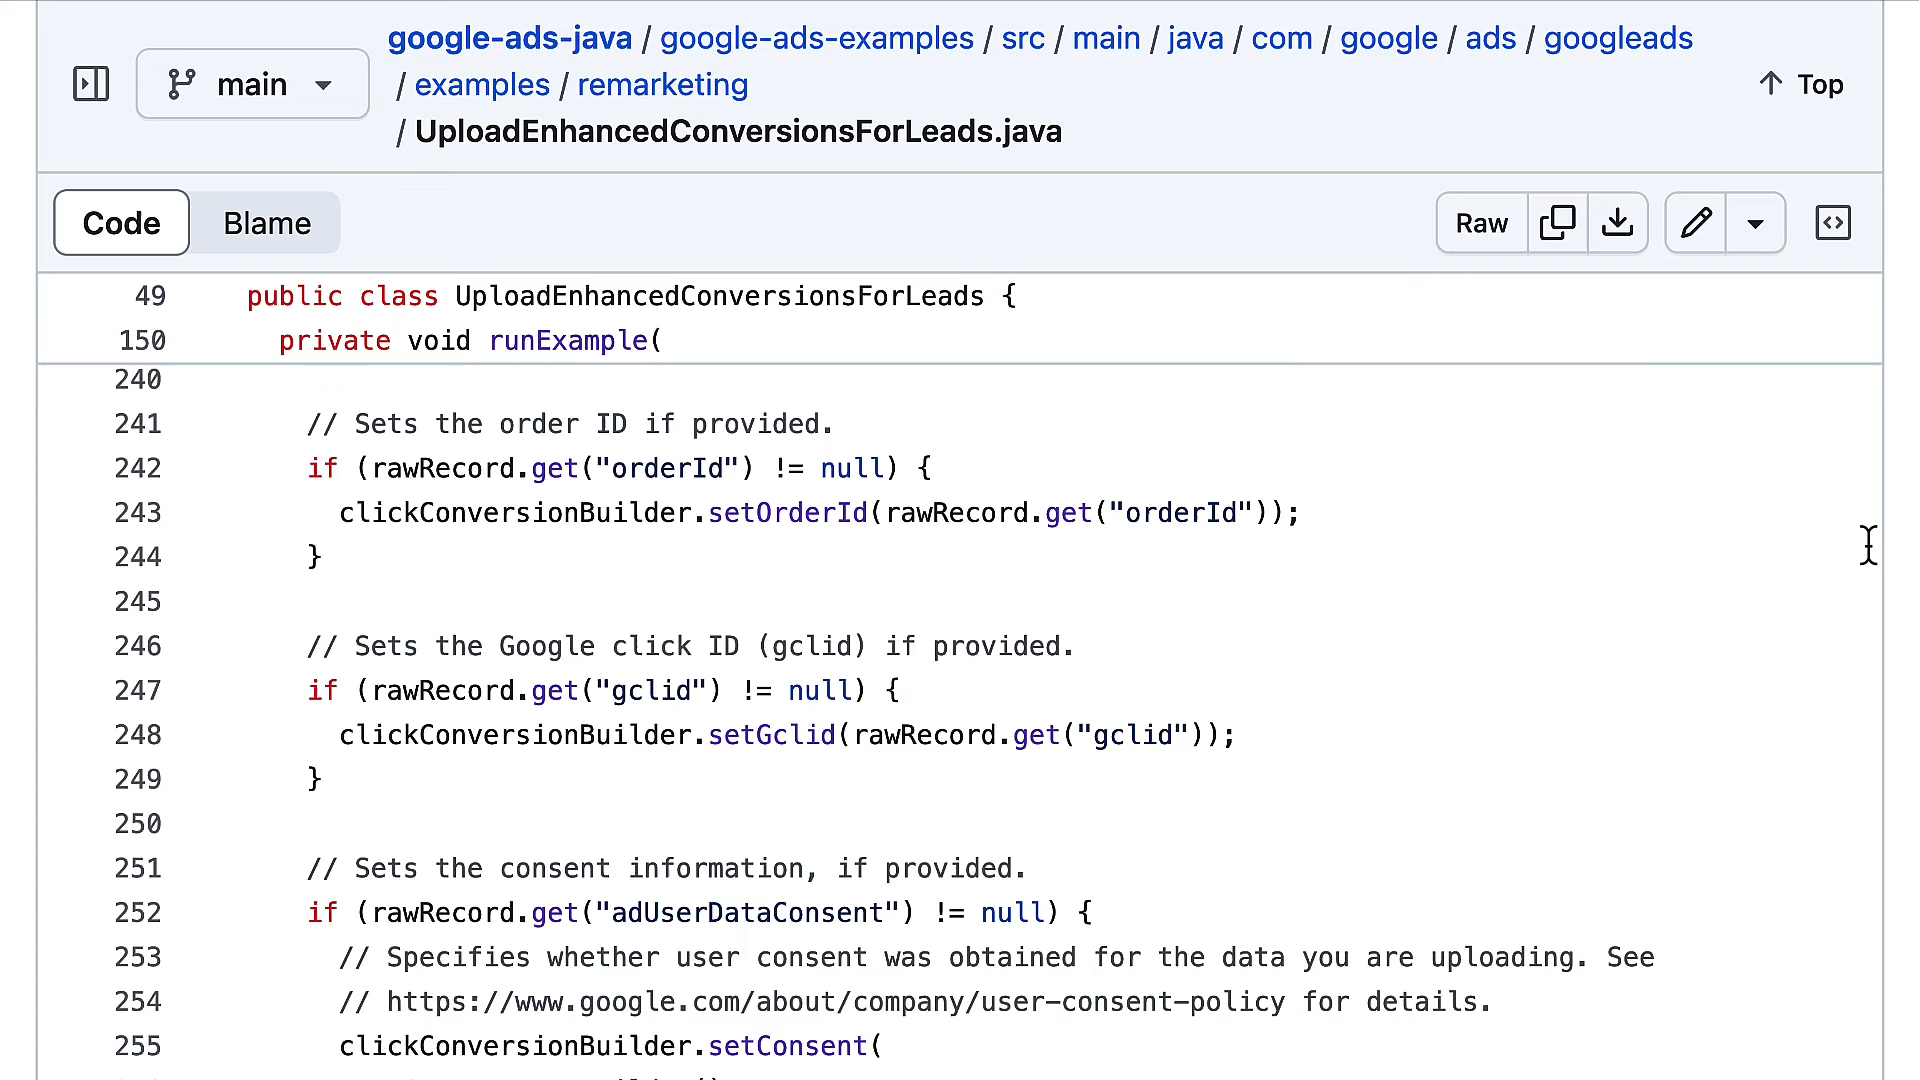 google-ads-java / google-ads-examples / src / main / java / com / google / ads / googleads
/ examples / remarketing
/ UploadEnhancedConversionsForLeads.java
main
Top
Code
Blame
Raw
49 public class UploadEnhancedConversionsForLeads {
150 private void runExample(
240
241 // Sets the order ID if provided.
242 if (rawRecord.get("orderId") != null) {
243 clickConversionBuilder.setOrderId(rawRecord.get("orderId"));
244 }
245
246 // Sets the Google click ID (gclid) if provided.
247 if (rawRecord.get("gclid") != null) {
248 clickConversionBuilder.setGclid(rawRecord.get("gclid"));
249 }
250
251 // Sets the consent information, if provided.
252 if (rawRecord.get("adUserDataConsent") != null) {
253 // Specifies whether user consent was obtained for the data you are uploading. See
254 // https://www.google.com/about/company/user-consent-policy for details.
255 clickConversionBuilder.setConsent(